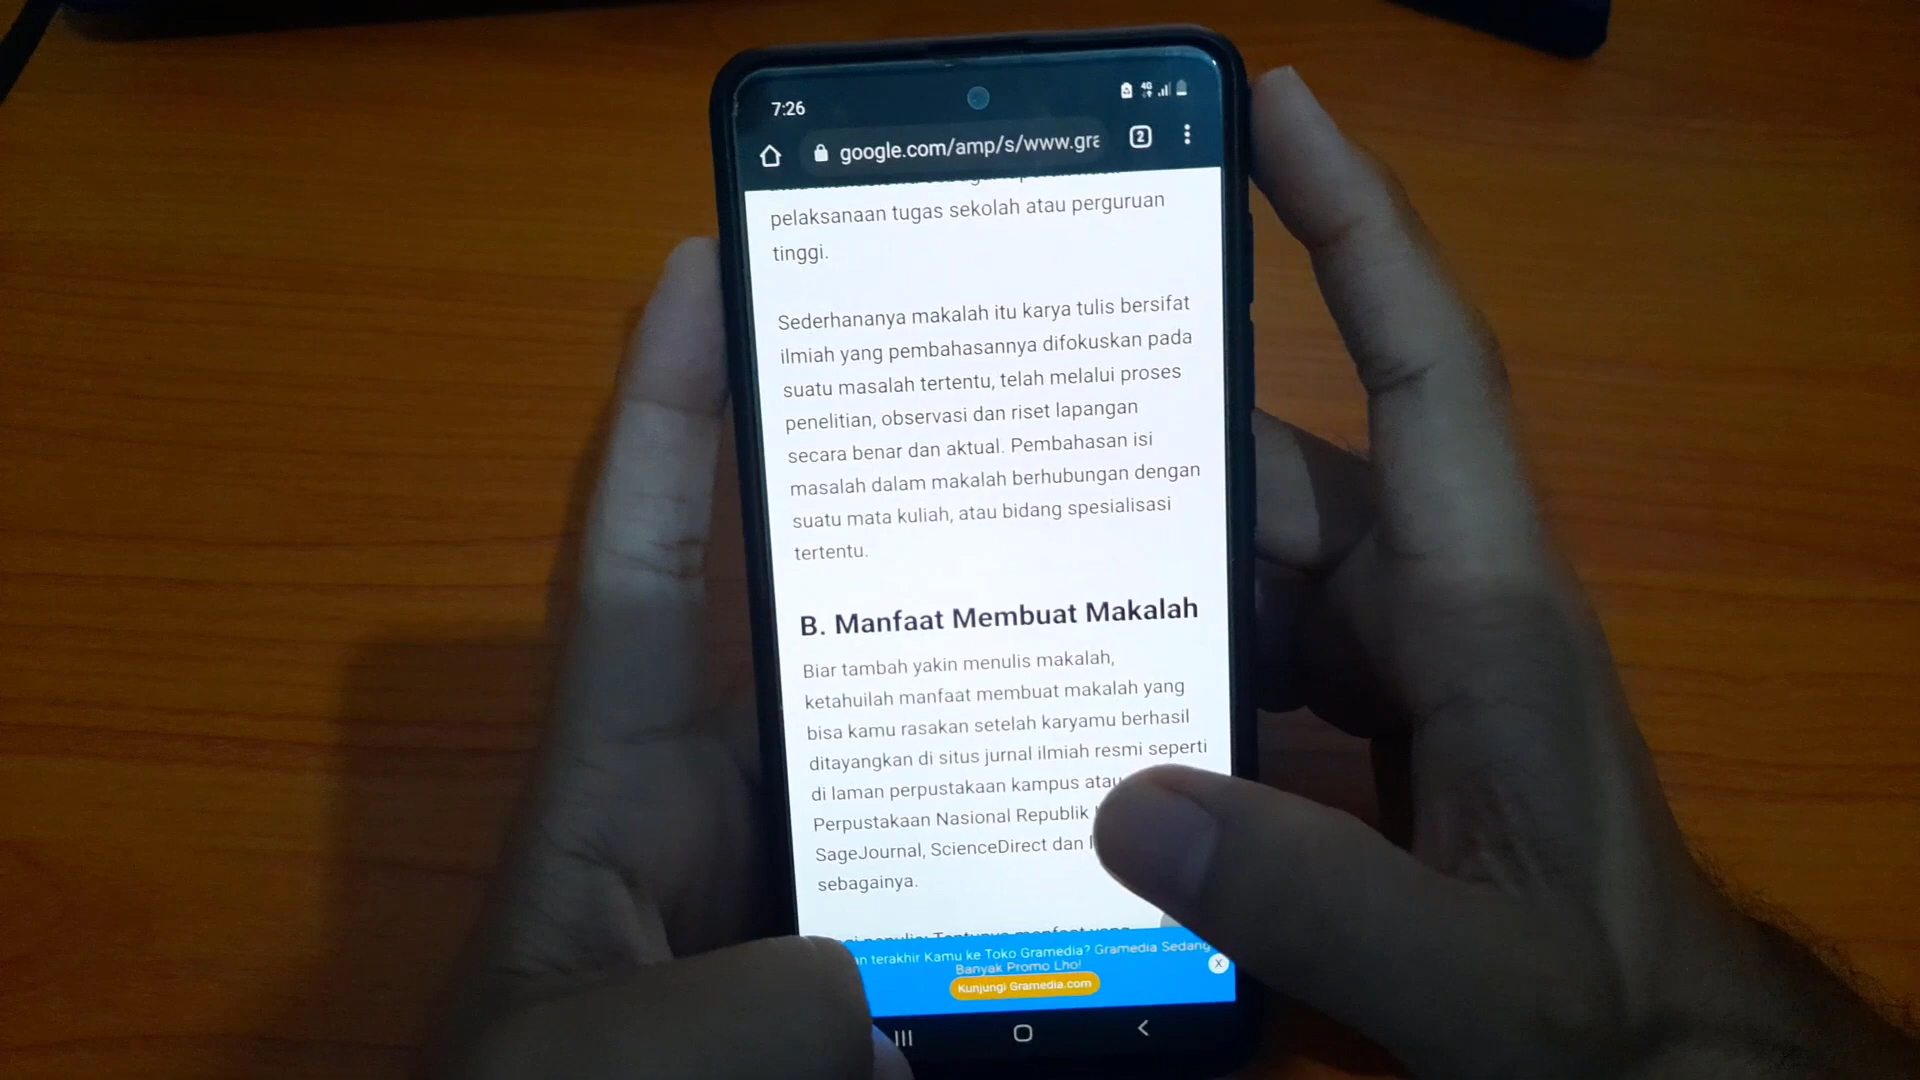 7:26
4G
google.com/amp/s/www.gra
2
pelaksanaan tugas sekolah atau perguruan
tinggi.
Sederhananya makalah itu karya tulis bersifat
ilmiah yang pembahasannya difokuskan pada
suatu masalah tertentu, telah melalui proses
penelitian, observasi dan riset lapangan
secara benar dan aktual. Pembahasan isi
masalah dalam makalah berhubungan dengan
suatu mata kuliah, atau bidang spesialisasi
tertentu.
B. Manfaat Membuat Makalah
Biar tambah yakin menulis makalah,
ketahuilah manfaat membuat makalah yang
bisa kamu rasakan setelah karyamu berhasil
ditayangkan di situs jurnal ilmiah resmi seperti
di laman perpustakaan kampus atau
Perpustakaan Nasional Republik
SageJournal, ScienceDirect dan
sebagainya.
terakhir Kamu ke Toko Gramedia? Gramedia Sedang
Banyak Promo Lho!
X
Kunjungi Gramedia.com